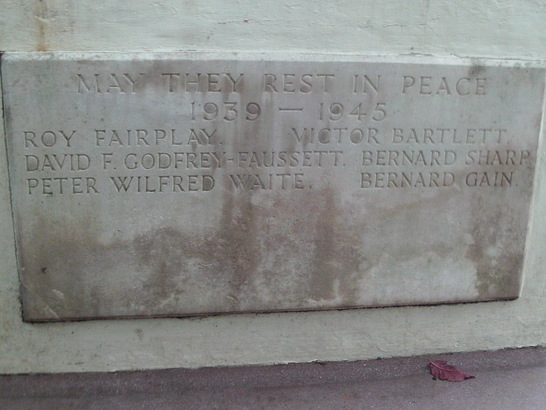 MAY THEY REST IN PEACE
1939 — 1945
ROY FAIRPLAY. VICTOR BARTLETT.
DAVID F. GODFREY-FAUSSETT. BERNARD SHARP.
PETER WILFRED WAITE. BERNARD GAIN.